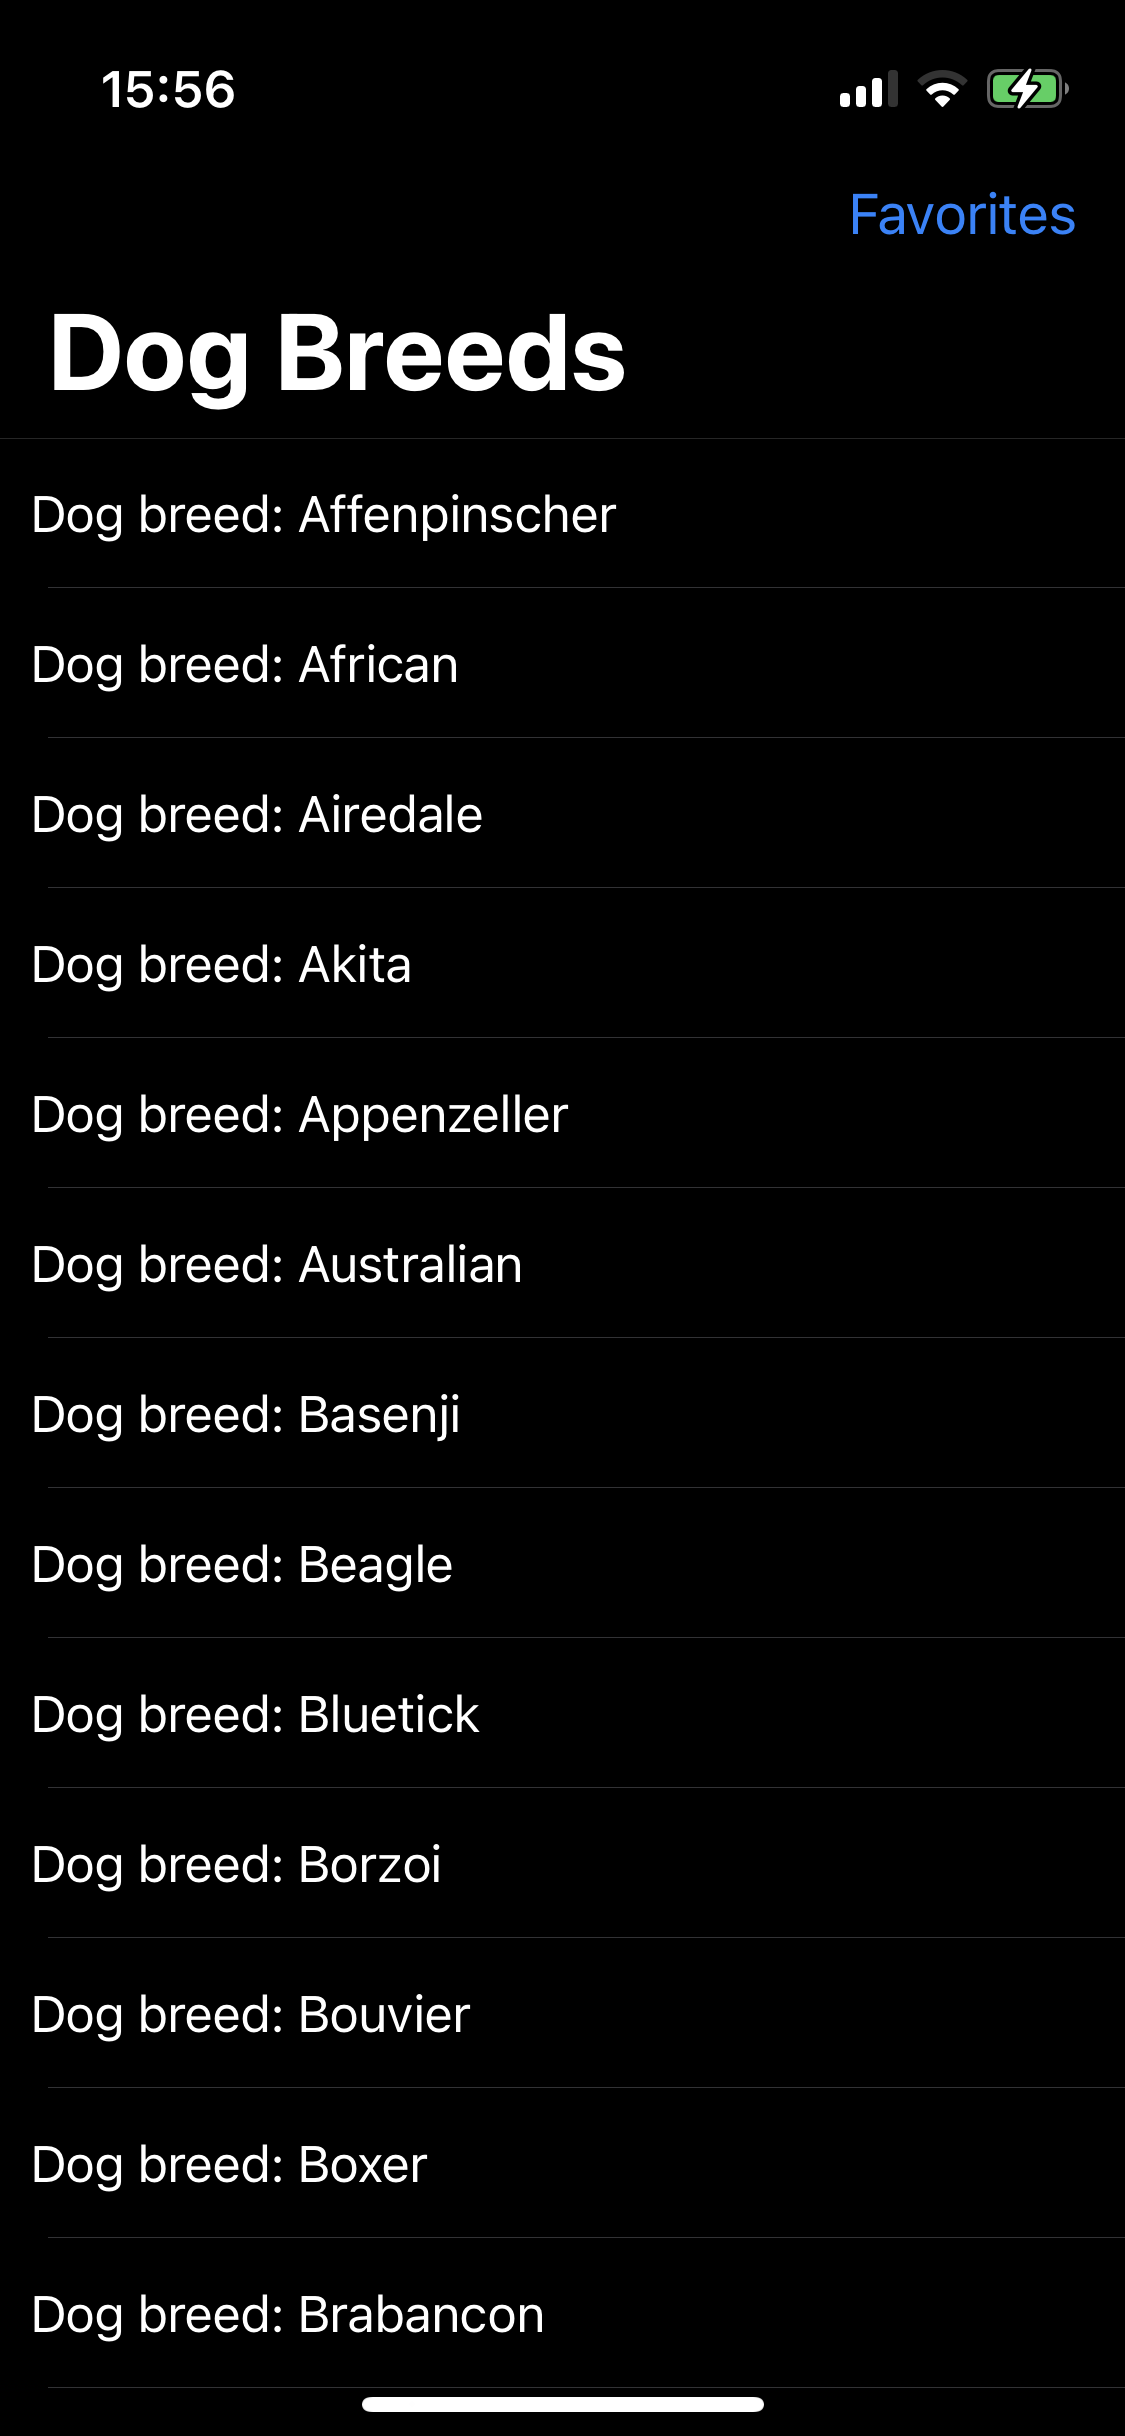 15:56
Favorites
Dog Breeds
Dog breed: Affenpinscher
Dog breed: African
Dog breed: Airedale
Dog breed: Akita
Dog breed: Appenzeller
Dog breed: Australian
Dog breed: Basenji
Dog breed: Beagle
Dog breed: Bluetick
Dog breed: Borzoi
Dog breed: Bouvier
Dog breed: Boxer
Dog breed: Brabancon